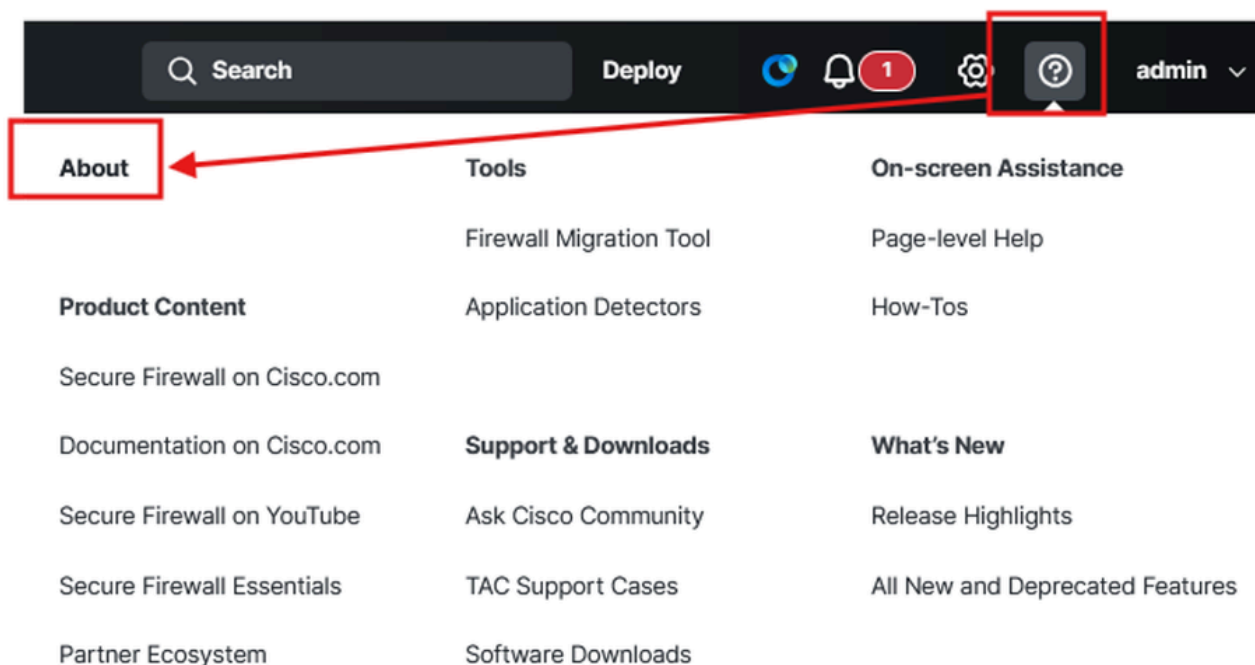 Search
Deploy
1
admin
About
Tools
On-screen Assistance
Firewall Migration Tool
Page-level Help
Product Content
Application Detectors
How-Tos
Secure Firewall on Cisco.com
Documentation on Cisco.com
Support & Downloads
What's New
Secure Firewall on YouTube
Ask Cisco Community
Release Highlights
Secure Firewall Essentials
TAC Support Cases
All New and Deprecated Features
Partner Ecosystem
Software Downloads